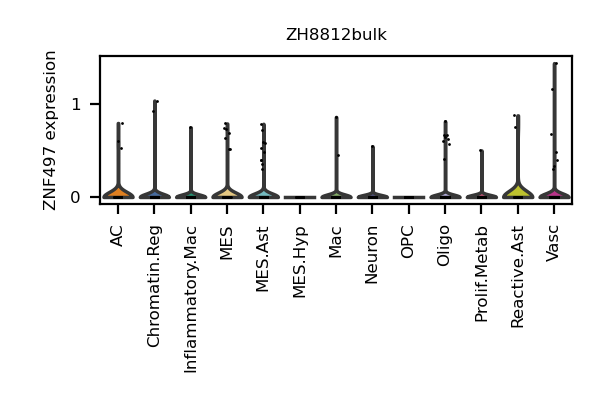 ZH8812bulk
ZNF497 expression
1
0
AC
Chromatin.Reg
Inflammatory.Mac
MES
MES.Ast
MES.Hyp
Mac
Neuron
OPC
Oligo
Prolif.Metab
Reactive.Ast
Vasc